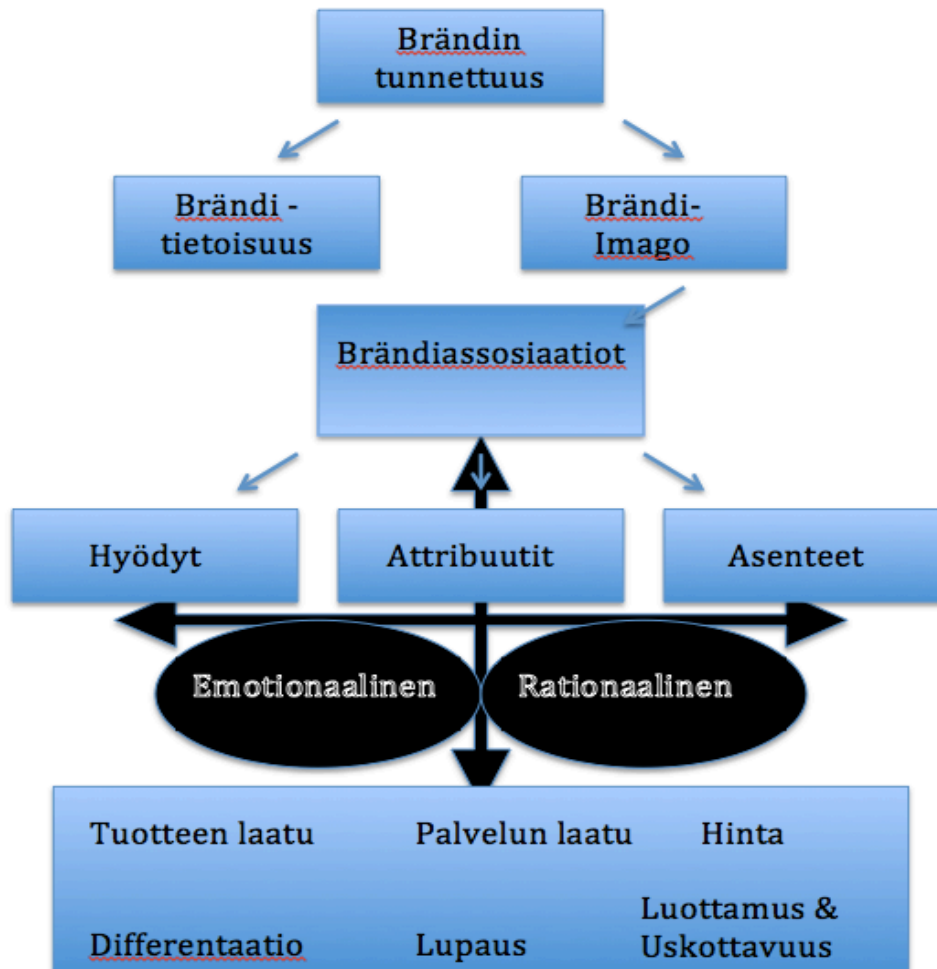 Brändin
tunnettuus
Brändi -
tietoisuus
Brändi-
Imago
Brändiassosiaatiot
Hyödyt
Attribuutit
Asenteet
Emotionaalinen
Rationaalinen
Tuotteen laatu
Palvelun laatu
Hinta
Differentaatio
Lupaus
Luottamus &
Uskottavuus